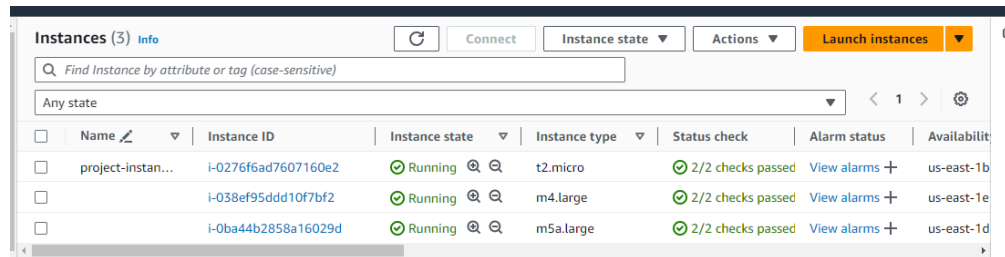 Instances (3) Info Connect Instance state Actions Launch instances
Find Instance by attribute or tag (case-sensitive)
Any state 1
Name Instance ID Instance state Instance type Status check Alarm status Availabilit
project-instan... i-0276f6ad7607160e2 Running t2.micro 2/2 checks passed View alarms + us-east-1b
i-038ef95ddd10f7bf2 Running m4.large 2/2 checks passed View alarms + us-east-1e
i-0ba44b2858a16029d Running m5a.large 2/2 checks passed View alarms + us-east-1d